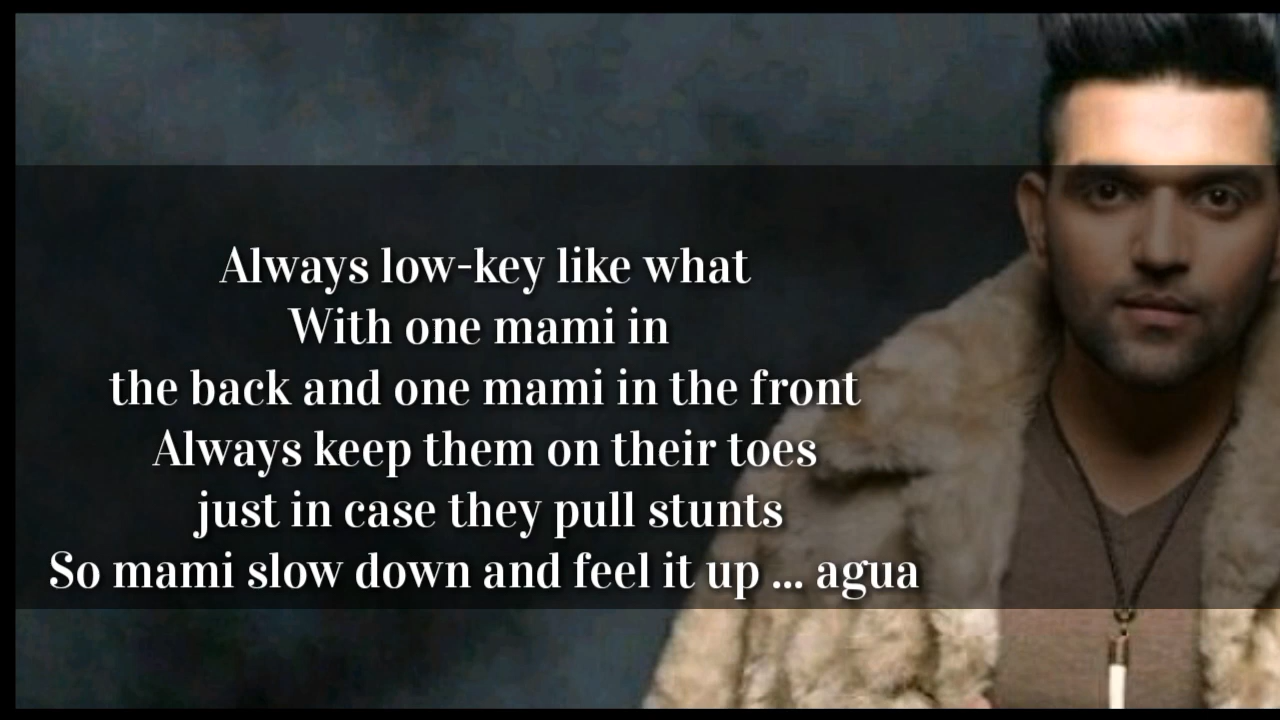 Always low-key like what
With one mami in
the back and one mami in the front
Always keep them on their toes
just in case they pull stunts
So mami slow down and feel it up ... agua